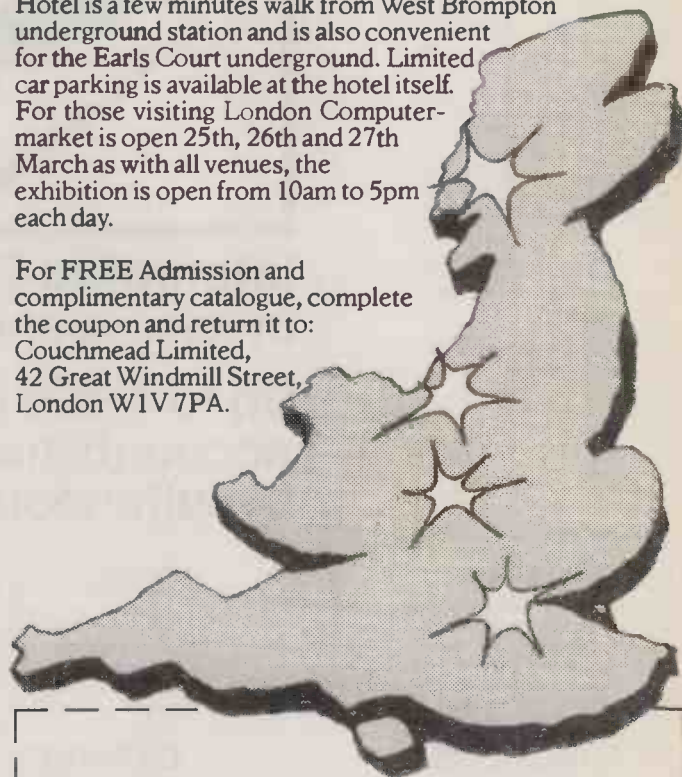 Hotel is a few minutes walk from West Brompton
underground station and is also convenient
for the Earls Court underground. Limited
car parking is available at the hotel itself.
For those visiting London Computer-
market is open 25th, 26th and 27th
March as with all venues, the
exhibition is open from 10am to 5pm
each day.
For FREE Admission and
complimentary catalogue, complete
the coupon and return it to:
Couchmead Limited,
42 Great Windmill Street,
London W1V 7PA.